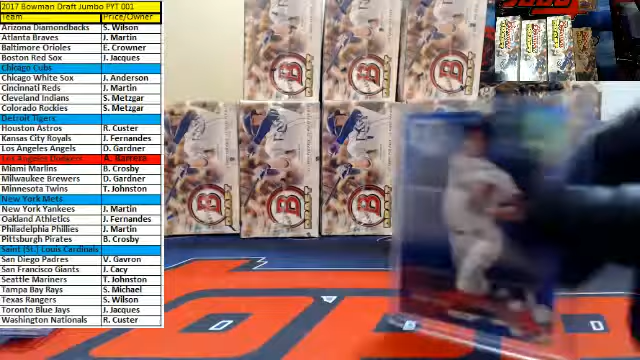 2017 Bowman Draft Jumbo PYT 001
Team Price/Owner
Arizona Diamondbacks S. Wilson
Atlanta Braves J. Martin
Baltimore Orioles E. Crowner
Boston Red Sox J. Jacques
Chicago Cubs
Chicago White Sox J. Anderson
Cincinnati Reds J. Martin
Cleveland Indians S. Metzgar
Colorado Rockies S. Metzgar
Detroit Tigers
Houston Astros R. Custer
Kansas City Royals J. Fernandes
Los Angeles Angels D. Gardner
Los Angeles Dodgers A. Barrera
Miami Marlins B. Crosby
Milwaukee Brewers D. Gardner
Minnesota Twins T. Johnston
New York Mets
New York Yankees J. Martin
Oakland Athletics J. Fernandes
Philadelphia Phillies J. Martin
Pittsburgh Pirates B. Crosby
Saint (St.) Louis Cardinals
San Diego Padres V. Gavron
San Francisco Giants J. Cacy
Seattle Mariners T. Johnston
Tampa Bay Rays S. Michael
Texas Rangers S. Wilson
Toronto Blue Jays J. Jacques
Washington Nationals R. Custer
B
B
B
B
B